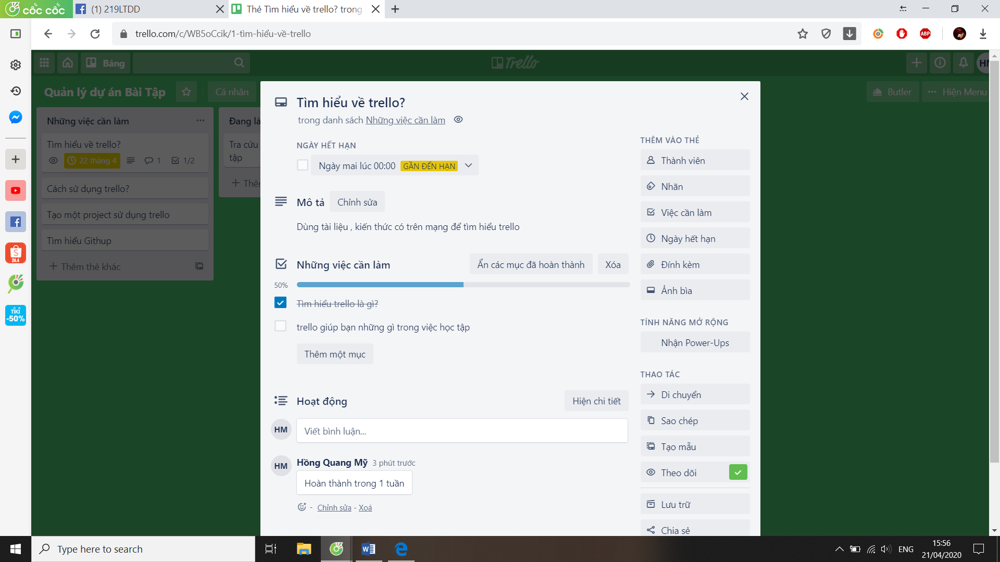 cốc cốc
(1) 219LTDD
Thẻ Tìm hiểu về trello? trong
trello.com/c/WB5oCcik/1-tìm-hiểu-về-trello
ABP
Bảng
Trello
HM
Quản lý dự án Bài Tập
Cá nhân
Butler
Hiện Menu
Những việc cần làm
Tìm hiểu về trello?
22 tháng 4
1
1/2
Cách sử dụng trello?
Tạo một project sử dụng trello
Tìm hiểu Githup
Thêm thẻ khác
Đang là
Tra cứu
tập
Thên
Tìm hiểu về trello?
trong danh sách Những việc cần làm
NGÀY HẾT HẠN
Ngày mai lúc 00:00 GẦN ĐẾN HẠN
Mô tả Chỉnh sửa
Dùng tài liệu , kiến thức có trên mạng để tìm hiểu trello
Những việc cần làm Ẩn các mục đã hoàn thành Xóa
50%
Tìm hiểu trello là gì?
trello giúp bạn những gì trong việc học tập
Thêm một mục
Hoạt động Hiện chi tiết
HM Viết bình luận...
HM Hồng Quang Mỹ 3 phút trước
Hoàn thành trong 1 tuần
- Chỉnh sửa - Xoá
THÊM VÀO THẺ
Thành viên
Nhãn
Việc cần làm
Ngày hết hạn
Đính kèm
Ảnh bìa
TÍNH NĂNG MỞ RỘNG
Nhận Power-Ups
THAO TÁC
Di chuyển
Sao chép
Tạo mẫu
Theo dõi
Lưu trữ
Chia sẻ
S
24.4
TIKI
-50%
Type here to search
ENG
15:56
21/04/2020